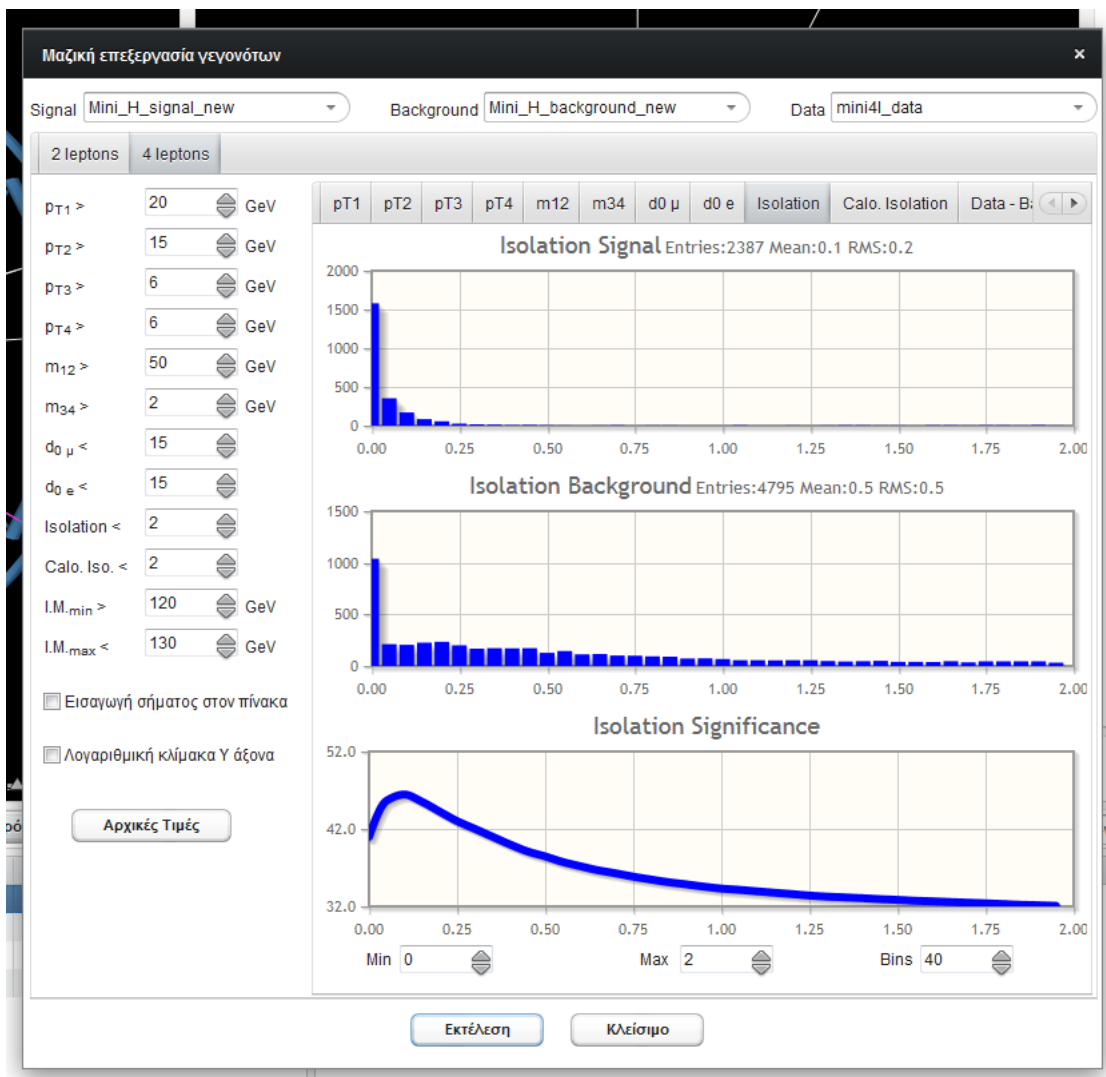 Μαζική επεξεργασία γεγονότων ×
Signal Mini_H_signal_new Background Mini_H_background_new Data mini4l_data
2 leptons 4 leptons
pT1 > 20 GeV
pT2 > 15 GeV
pT3 > 6 GeV
pT4 > 6 GeV
m12 > 50 GeV
m34 > 2 GeV
d0 μ < 15
d0 e < 15
Isolation < 2
Calo. Iso. < 2
I.M.min > 120 GeV
I.M.max < 130 GeV
Εισαγωγή σήματος στον πίνακα
Λογαριθμική κλίμακα Υ άξονα
Αρχικές Τιμές
pT1 pT2 pT3 pT4 m12 m34 d0 μ d0 e Isolation Calo. Isolation Data -
Isolation Signal Entries:2387 Mean:0.1 RMS:0.2
2000
1500
1000
500
0
0.00 0.25 0.50 0.75 1.00 1.25 1.50 1.75 2.00
Isolation Background Entries:4795 Mean:0.5 RMS:0.5
1500
1000
500
0
0.00 0.25 0.50 0.75 1.00 1.25 1.50 1.75 2.00
Isolation Significance
52.0
42.0
32.0
0.00 0.25 0.50 0.75 1.00 1.25 1.50 1.75 2.00
Min 0 Max 2 Bins 40
Εκτέλεση Κλείσιμο